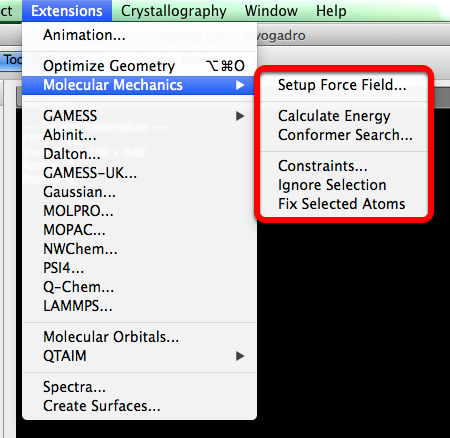 ct Extensions Crystallography Window Help
Avogadro
Too
Animation...
Optimize Geometry ⌥⌘O
Molecular Mechanics
Setup Force Field...
Calculate Energy
Conformer Search...
Constraints...
Ignore Selection
Fix Selected Atoms
GAMESS
Abinit...
Dalton...
GAMESS-UK...
Gaussian...
MOLPRO...
MOPAC...
NWChem...
PSI4...
Q-Chem...
LAMMPS...
Molecular Orbitals...
QTAIM
Spectra...
Create Surfaces...